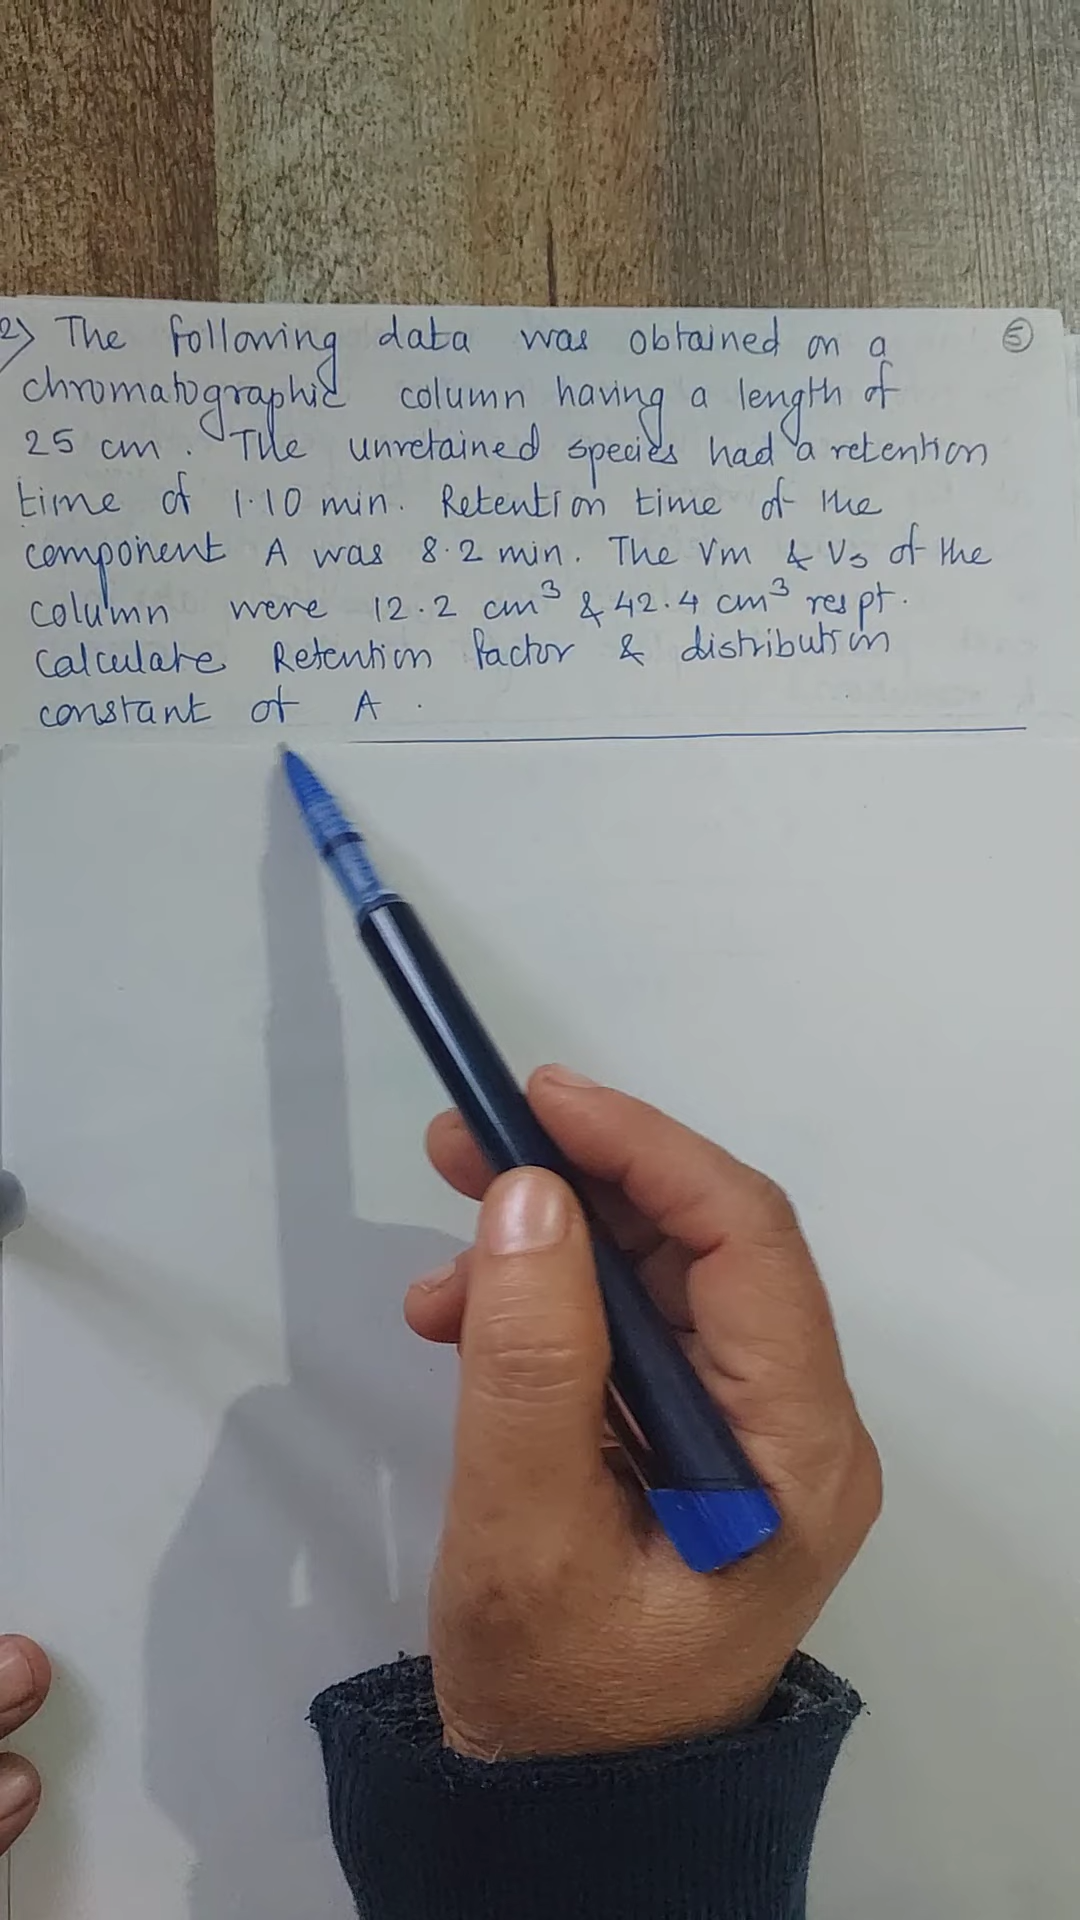 2) The following data was obtained on a ⑤
chromatographic column having a length of
25 cm. The unretained species had a retention
time of 1.10 min. Retention time of the
component A was 8.2 min. The Vm & Vs of the
column were 12.2 cm³ & 42.4 cm³ respt.
Calculate Retention factor & distribution
constant of A.